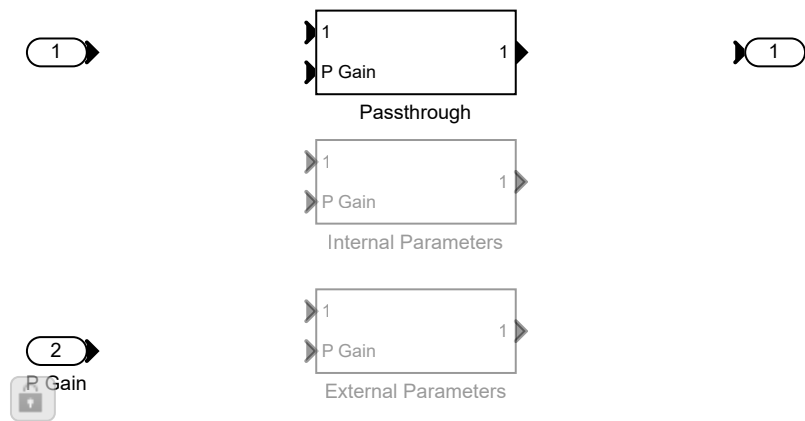 1
1
P Gain
1
Passthrough
1
1
P Gain
1
Internal Parameters
2
P Gain
1
P Gain
1
External Parameters